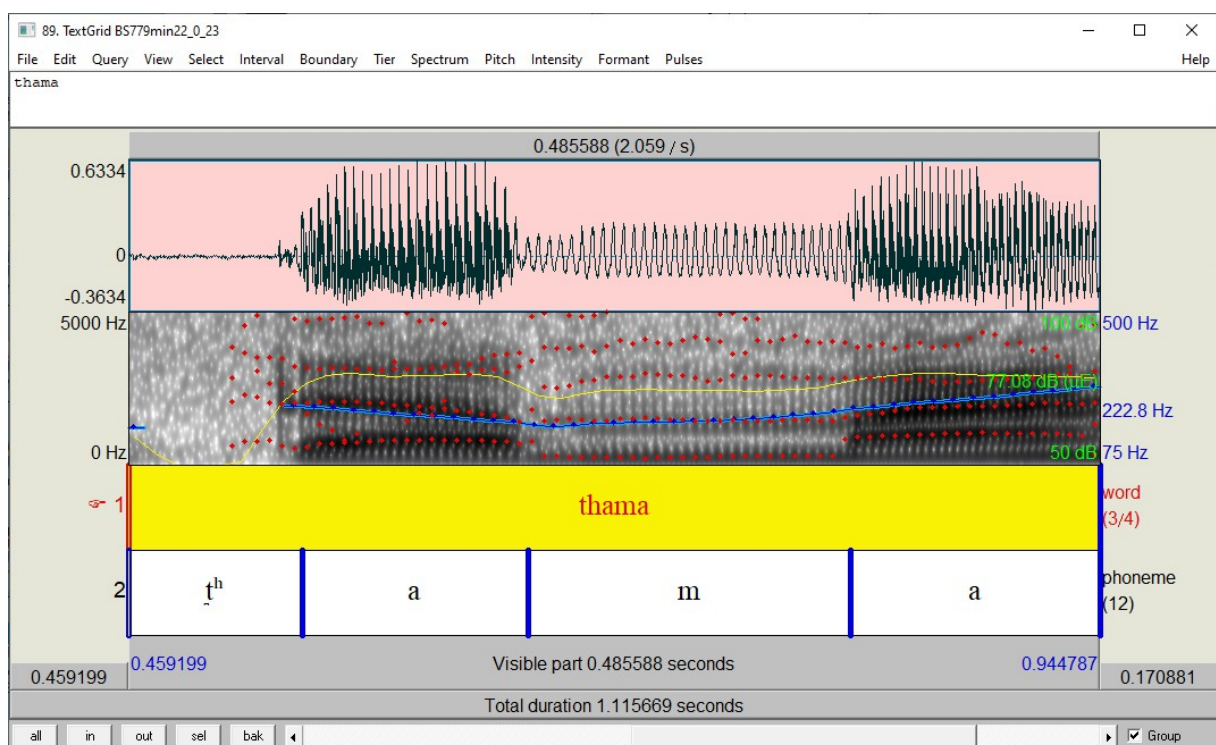 89. TextGrid BS779min22_0_23
File Edit Query View Select Interval Boundary Tier Spectrum Pitch Intensity Formant Pulses Help
thama
0.485588 (2.059 / s)
0.6334
0
-0.3634
5000 Hz 100 dB 500 Hz
77.08 dB (µE)
222.8 Hz
0 Hz 50 dB 75 Hz
☞ 1 thama word
(3/4)
2 t̪ʰ a m a phoneme
(12)
0.459199 Visible part 0.485588 seconds 0.944787
0.459199 0.170881
Total duration 1.115669 seconds
all in out sel bak Group